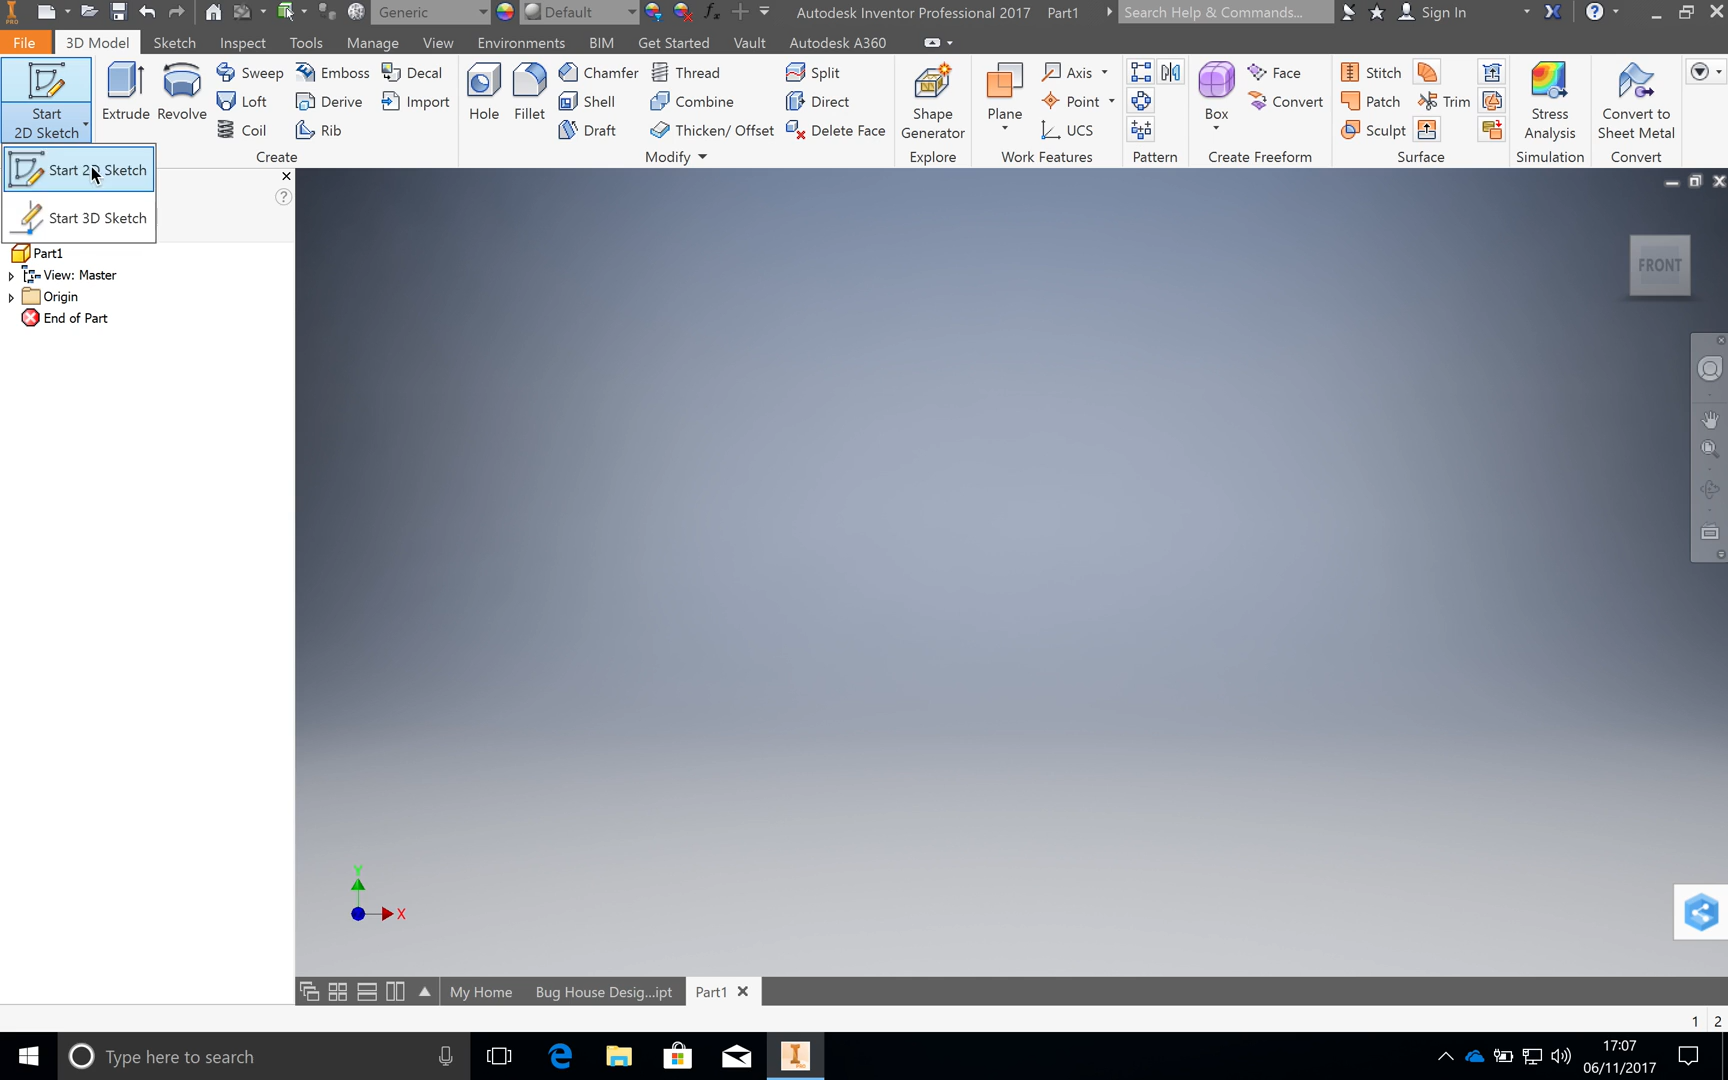 PRO Generic Default Autodesk Inventor Professional 2017 Part1 Search Help & Commands... Sign In
File 3D Model Sketch Inspect Tools Manage View Environments BIM Get Started Vault Autodesk A360
Start 2D Sketch
Extrude
Revolve
Sweep Emboss Decal
Loft Derive Import
Coil Rib
Create
Hole
Fillet
Chamfer Thread Split
Shell Combine Direct
Draft Thicken/ Offset Delete Face
Modify
Shape
Generator
Explore
Plane
Axis
Point
UCS
Work Features
Pattern
Box
Face
Convert
Create Freeform
Stitch
Patch Trim
Sculpt
Surface
Stress
Analysis
Simulation
Convert to
Sheet Metal
Convert
Start 2D Sketch
Start 3D Sketch
Part1
View: Master
Origin
End of Part
FRONT
Y
X
My Home Bug House Desig...ipt Part1
1 2
Type here to search
17:07
06/11/2017